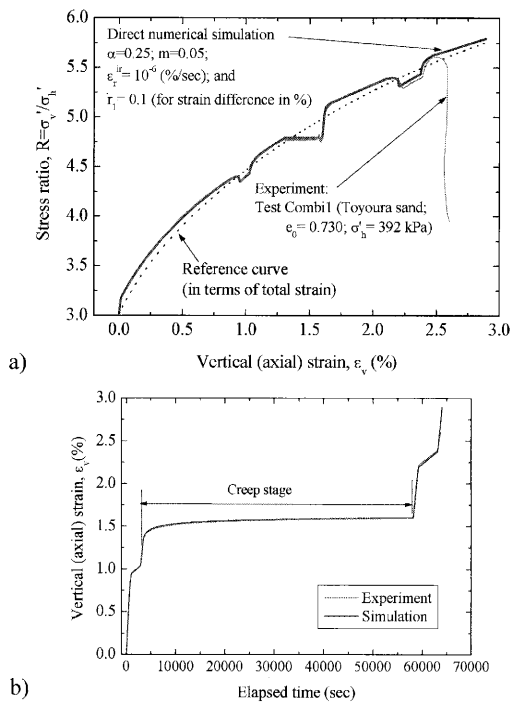 a)
Stress ratio, R=σv'/σh'
6.0
5.5
5.0
4.5
4.0
3.5
3.0
Direct numerical simulation
α=0.25; m=0.05;
ε̇r^ir = 10^-6 (%/sec); and
r1 = 0.1 (for strain difference in %)
Experiment:
Test Combi1 (Toyoura sand;
e0 = 0.730; σ'h = 392 kPa)
Reference curve
(in terms of total strain)
0.0 0.5 1.0 1.5 2.0 2.5 3.0
Vertical (axial) strain, εv (%)
b)
Vertical (axial) strain, εv(%)
3.0
2.5
2.0
1.5
1.0
0.5
0.0
Creep stage
Experiment
Simulation
0 10000 20000 30000 40000 50000 60000 70000
Elapsed time (sec)